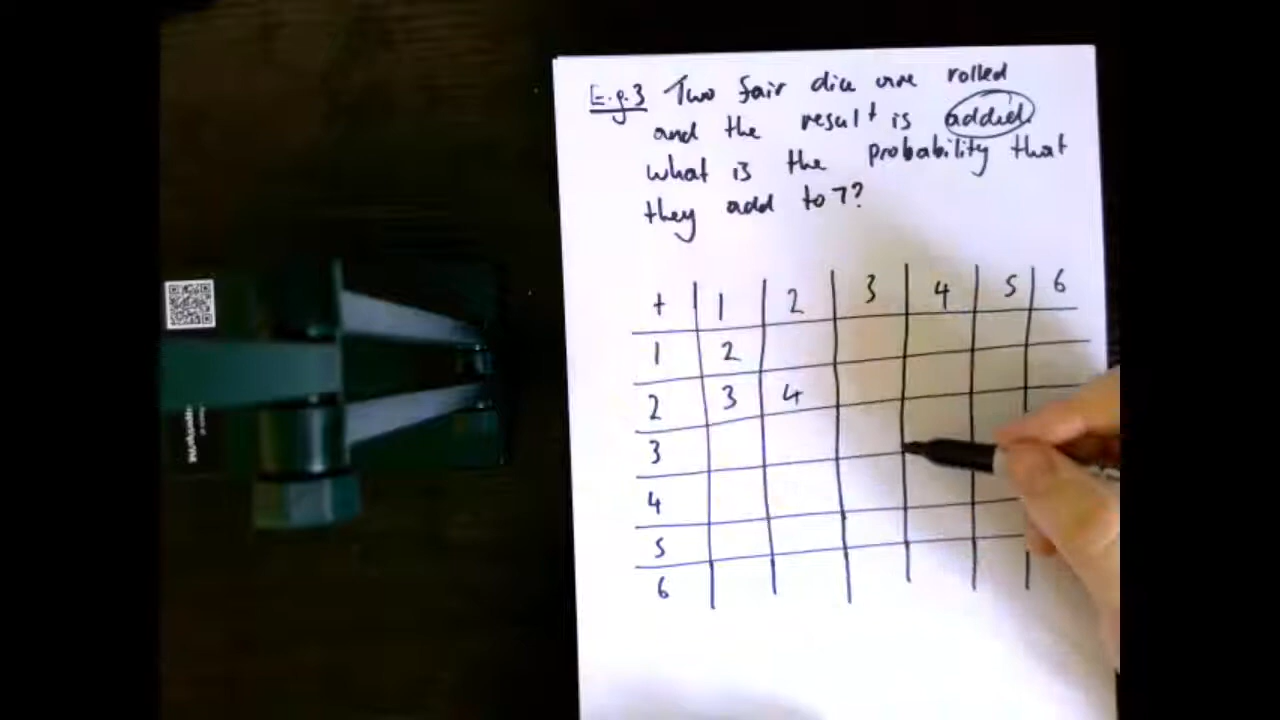 E.g.3 Two fair dice are rolled
and the result is added.
what is the probability that
they add to 7?
+ 1 2 3 4 5 6
1 2
2 3 4
3
4
5
6